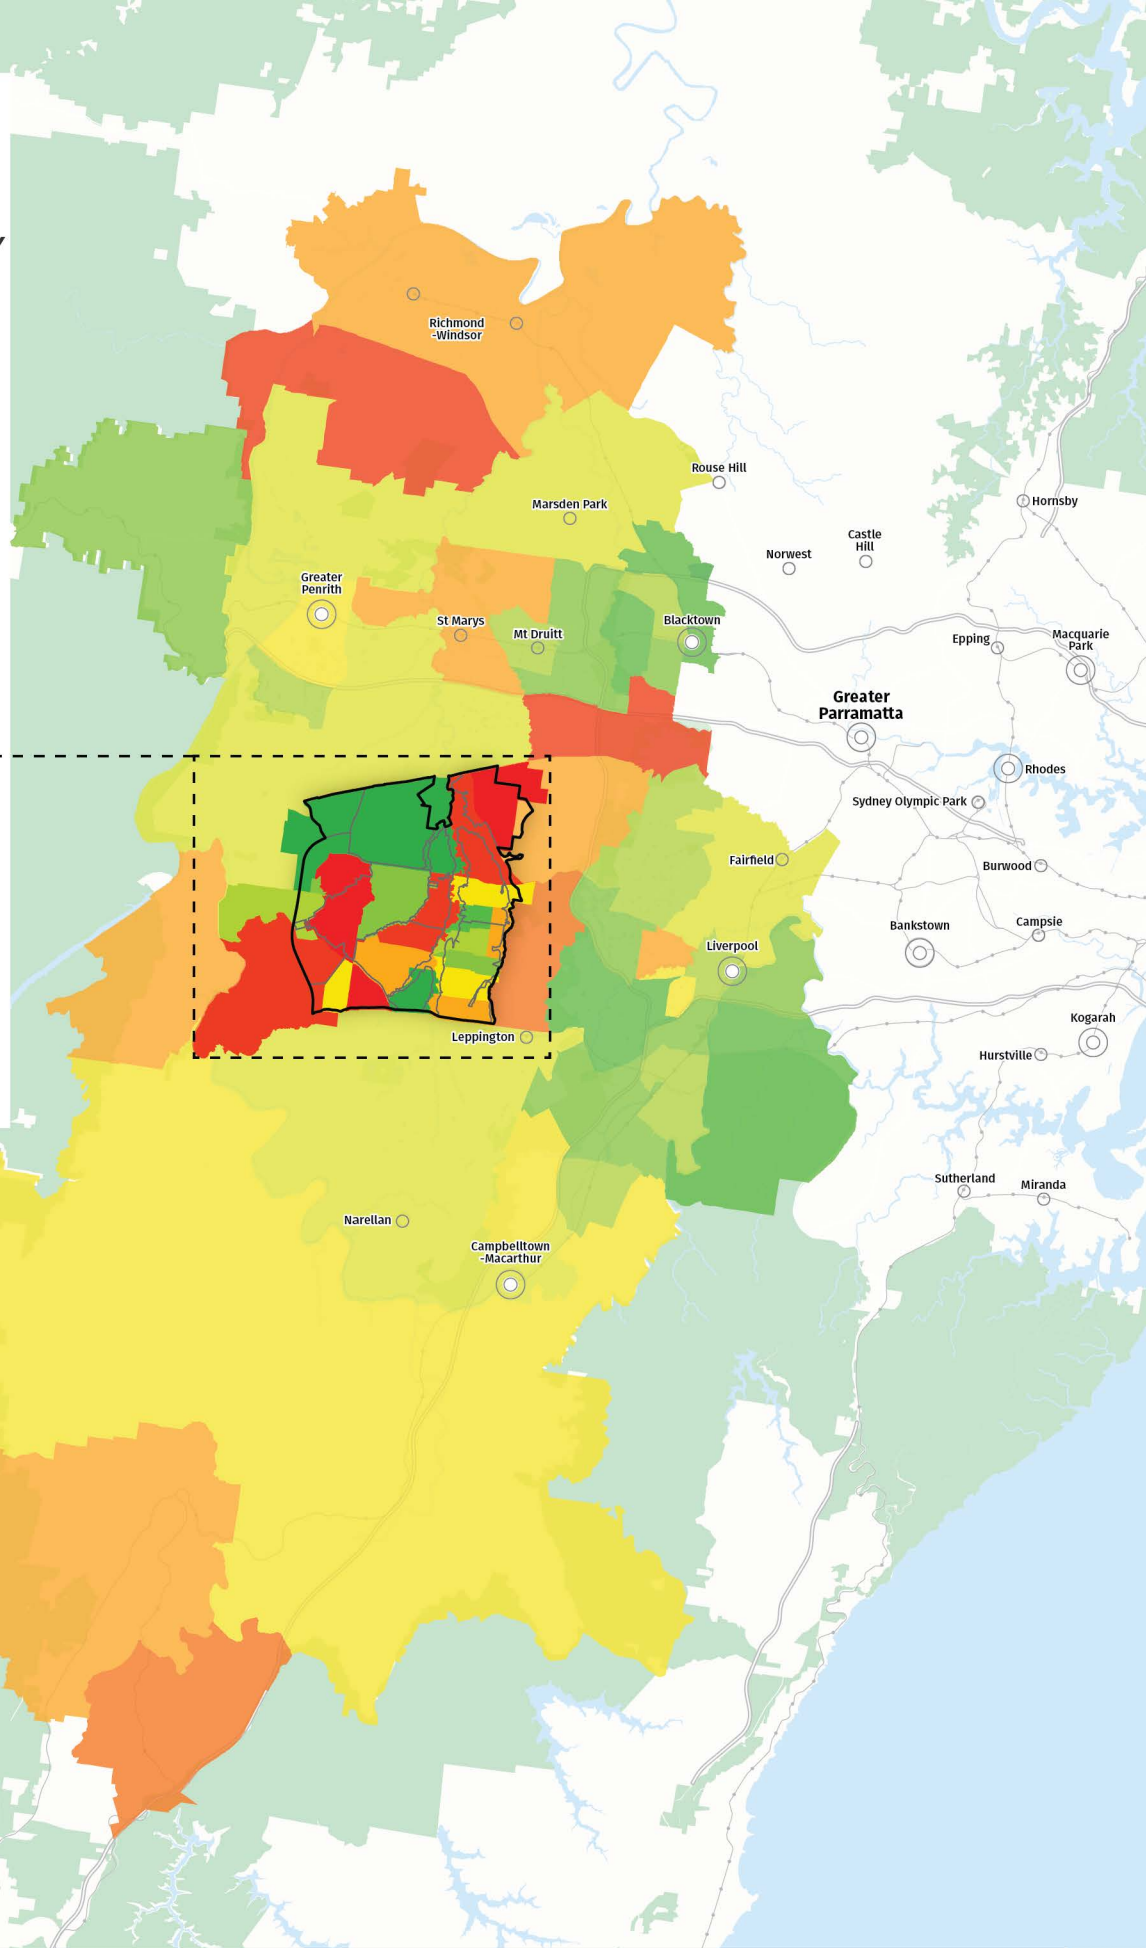 Richmond
-Windsor
Rouse Hill
Marsden Park
Hornsby
Castle
Hill
Norwest
Greater
Penrith
St Marys
Mt Druitt
Blacktown
Epping
Macquarie
Park
Greater
Parramatta
Rhodes
Sydney Olympic Park
Fairfield
Burwood
Bankstown
Campsie
Liverpool
Kogarah
Leppington
Hurstville
Sutherland
Miranda
Narellan
Campbelltown
-Macarthur